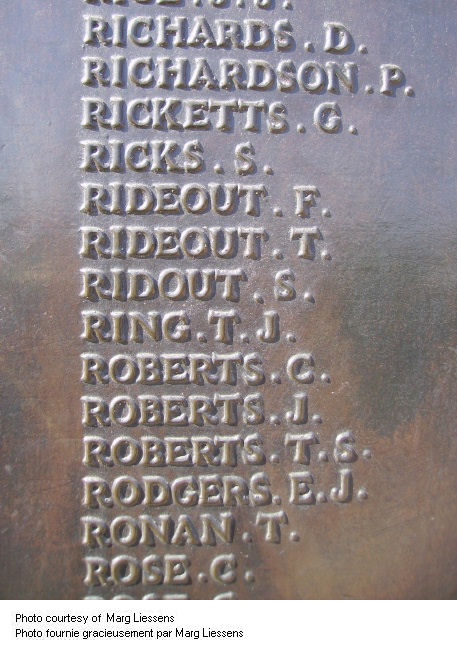 RICHARDS . D.
RICHARDSON . P.
RICKETTS . G.
RICKS . S.
RIDEOUT . F.
RIDEOUT . T.
RIDOUT . S.
RING . T. J.
ROBERTS . C.
ROBERTS . J.
ROBERTS . T. S.
RODGERS . E. J.
RONAN . T.
ROSE . C.
Photo courtesy of Marg Liessens
Photo fournie gracieusement par Marg Liessens